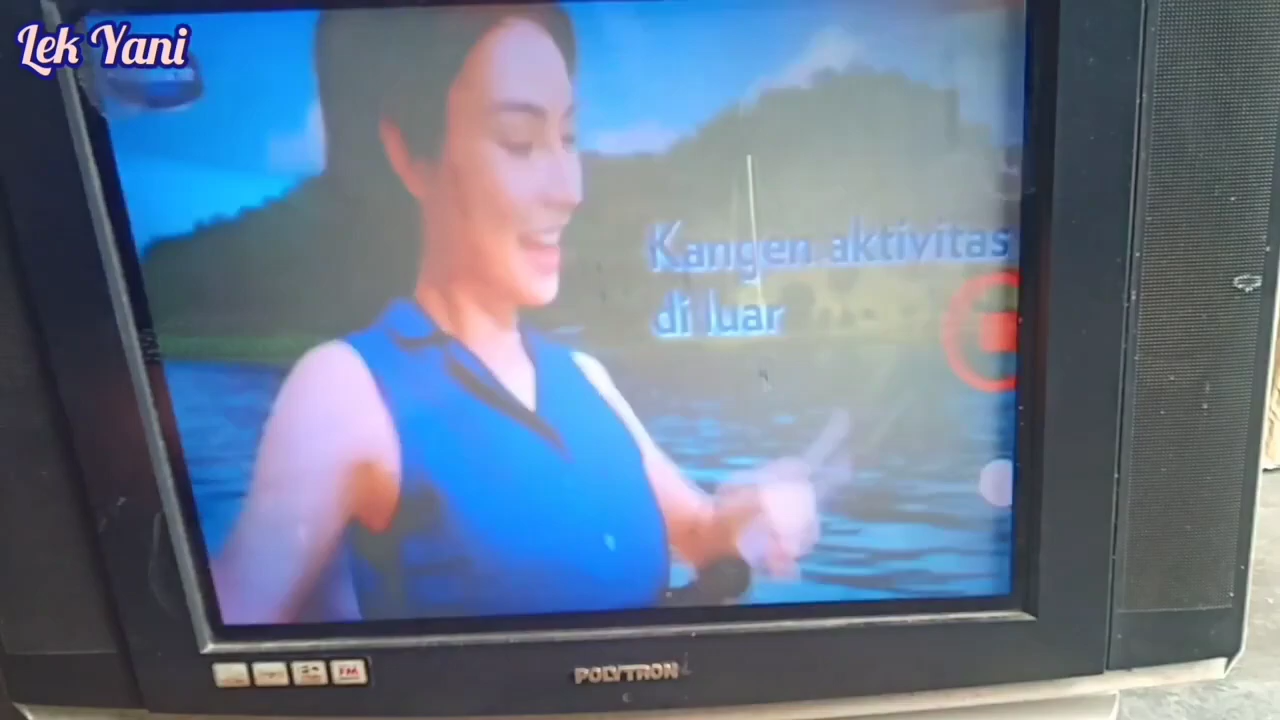 Lek Yani
Kangen aktivitas
di luar
FM
POLYTRON